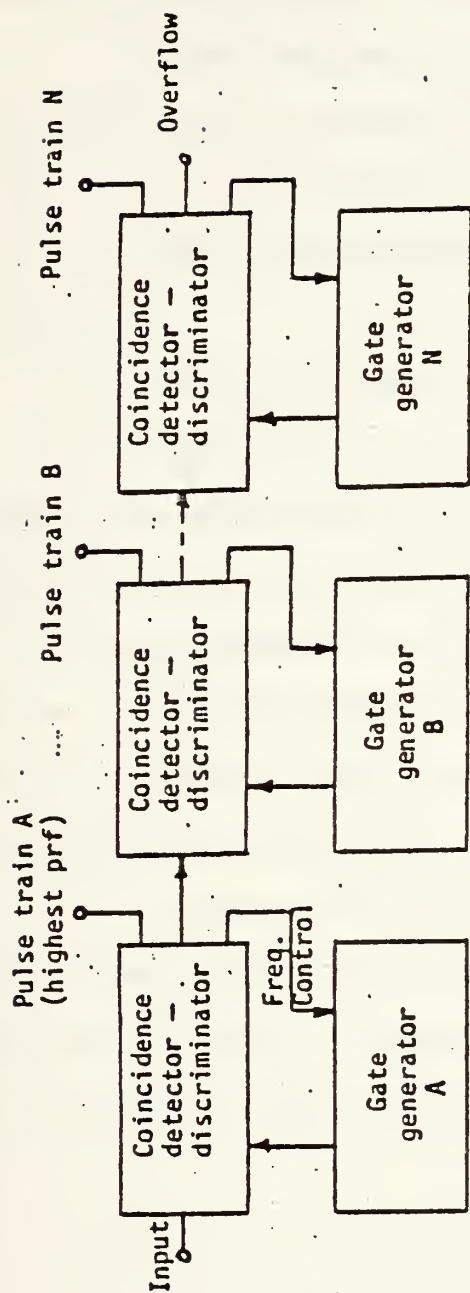 Pulse train A
(highest prf)
Pulse train B
Pulse train N
Input
Coincidence
detector –
discriminator
Coincidence
detector –
discriminator
Coincidence
detector –
discriminator
Overflow
Freq.
Control
Gate
generator
A
Gate
generator
B
Gate
generator
N